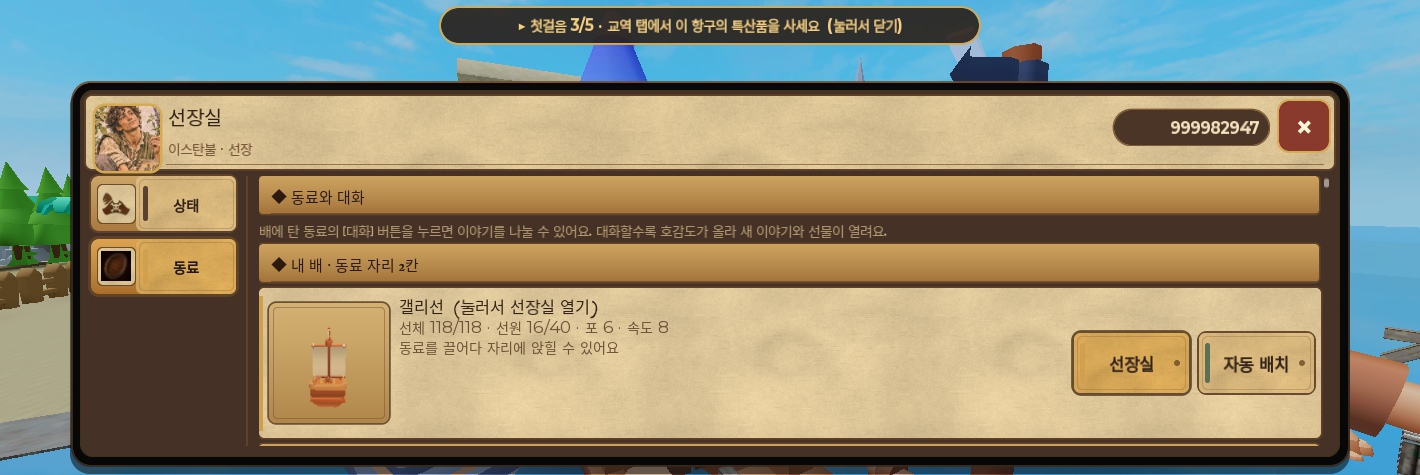 ▸ 첫걸음 3/5 · 교역 탭에서 이 항구의 특산품을 사세요 (눌러서 닫기)
선장실
이스탄불 · 선장
999982947
×
상태
동료
◆ 동료와 대화
배에 탄 동료의 [대화] 버튼을 누르면 이야기를 나눌 수 있어요. 대화할수록 호감도가 올라 새 이야기와 선물이 열려요.
◆ 내 배 · 동료 자리 2칸
갤리선 (눌러서 선장실 열기)
선체 118/118 · 선원 16/40 · 포 6 · 속도 8
동료를 끌어다 자리에 앉힐 수 있어요
선장실
자동 배치